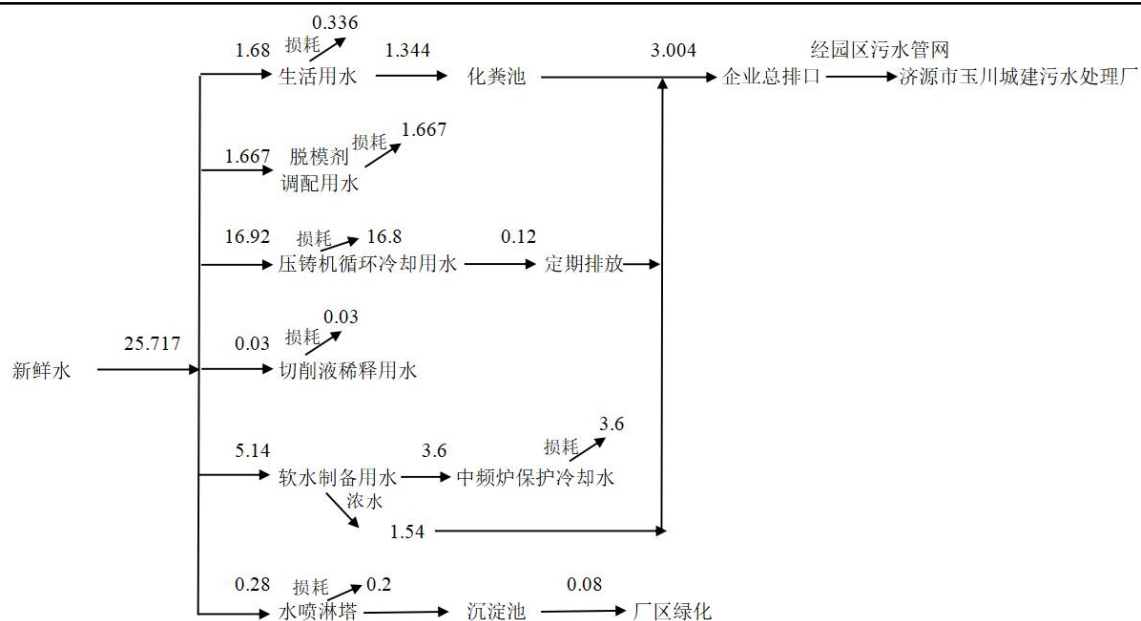 0.336
损耗
1.68
生活用水
1.344
化粪池
3.004
企业总排口
经园区污水管网
济源市玉川城建污水处理厂
1.667
脱模剂
调配用水
损耗
1.667
16.92
损耗
16.8
压铸机循环冷却用水
0.12
定期排放
新鲜水
25.717
0.03
损耗
0.03
切削液稀释用水
5.14
软水制备用水
3.6
中频炉保护冷却水
损耗
3.6
浓水
1.54
0.28
损耗
0.2
水喷淋塔
沉淀池
0.08
厂区绿化